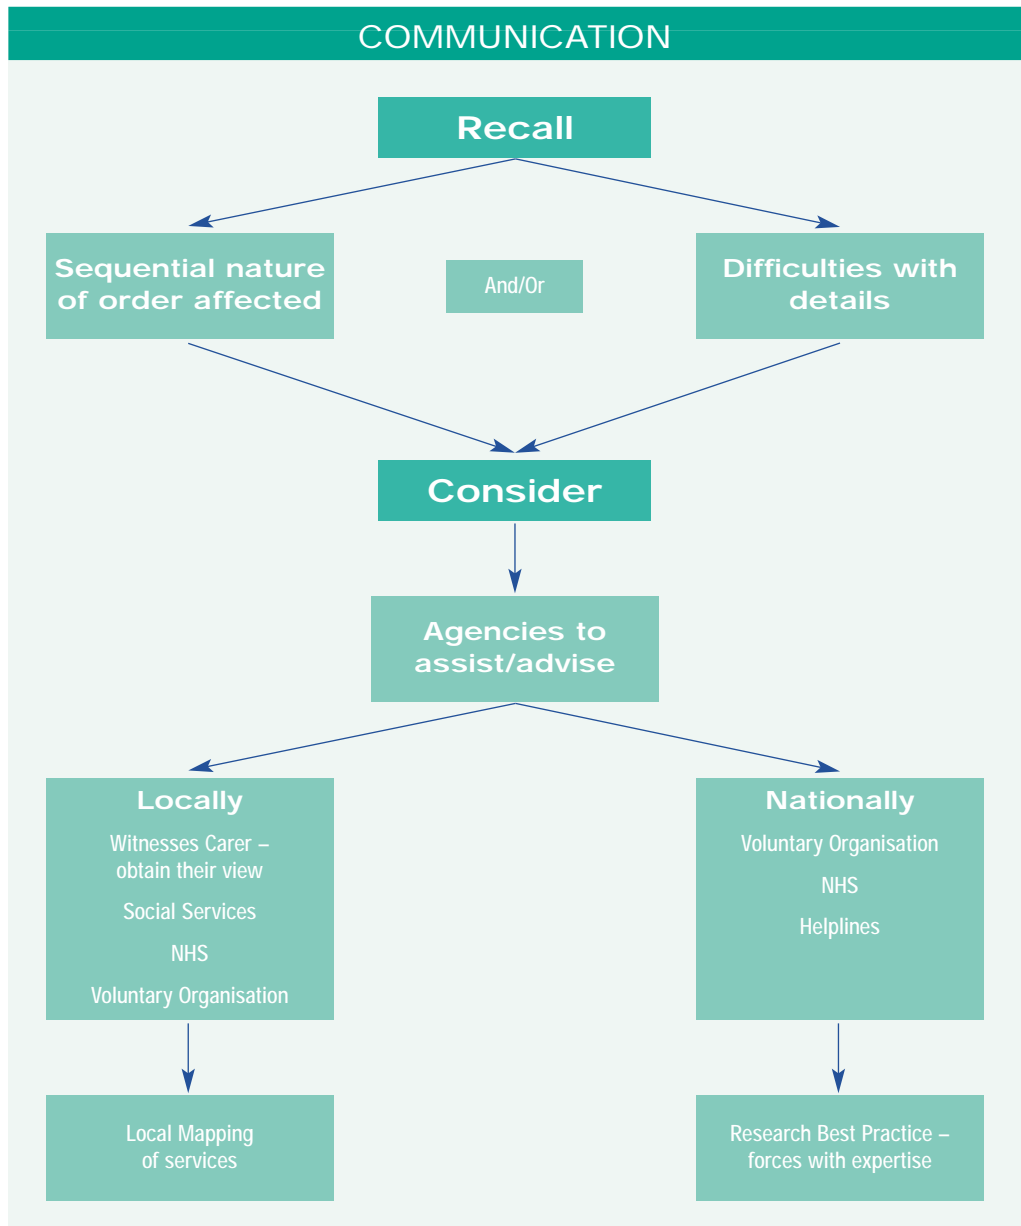 COMMUNICATION
Recall
Sequential nature
of order affected
And/Or
Difficulties with
details
Consider
Agencies to
assist/advise
Locally
Witnesses Carer –
obtain their view
Social Services
NHS
Voluntary Organisation
Nationally
Voluntary Organisation
NHS
Helplines
Local Mapping
of services
Research Best Practice –
forces with expertise